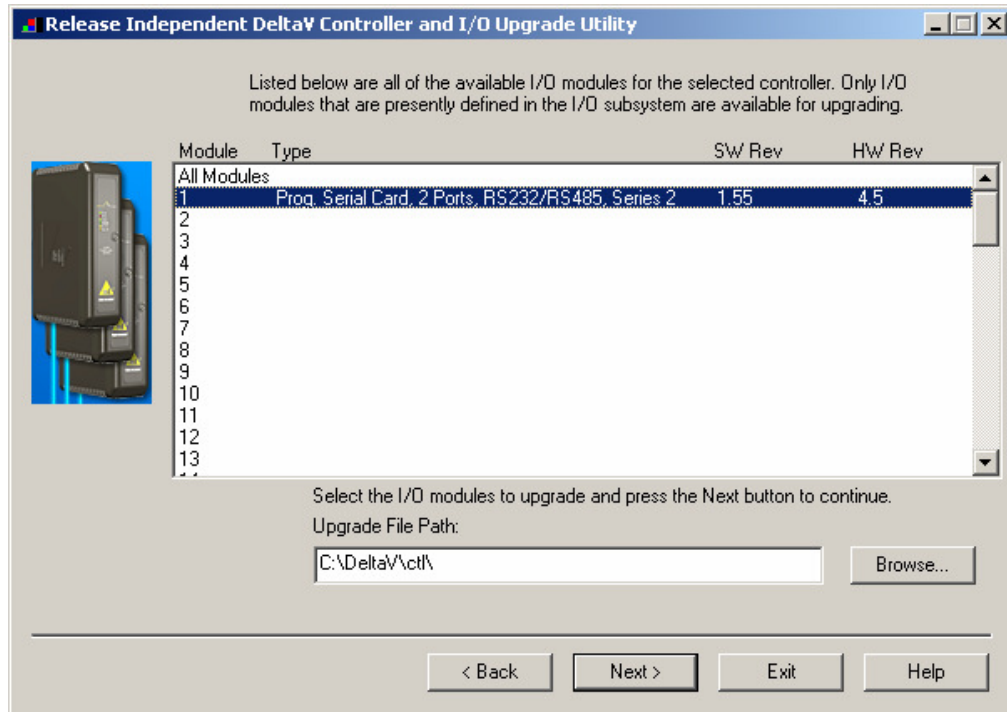 Release Independent DeltaV Controller and I/O Upgrade Utility
Listed below are all of the available I/O modules for the selected controller. Only I/O
modules that are presently defined in the I/O subsystem are available for upgrading.
Module Type SW Rev HW Rev
All Modules
1 Prog. Serial Card, 2 Ports, RS232/RS485, Series 2 1.55 4.5
2
3
4
5
6
7
8
9
10
11
12
13
Select the I/O modules to upgrade and press the Next button to continue.
Upgrade File Path:
C:\DeltaV\ctl\
Browse...
< Back Next > Exit Help